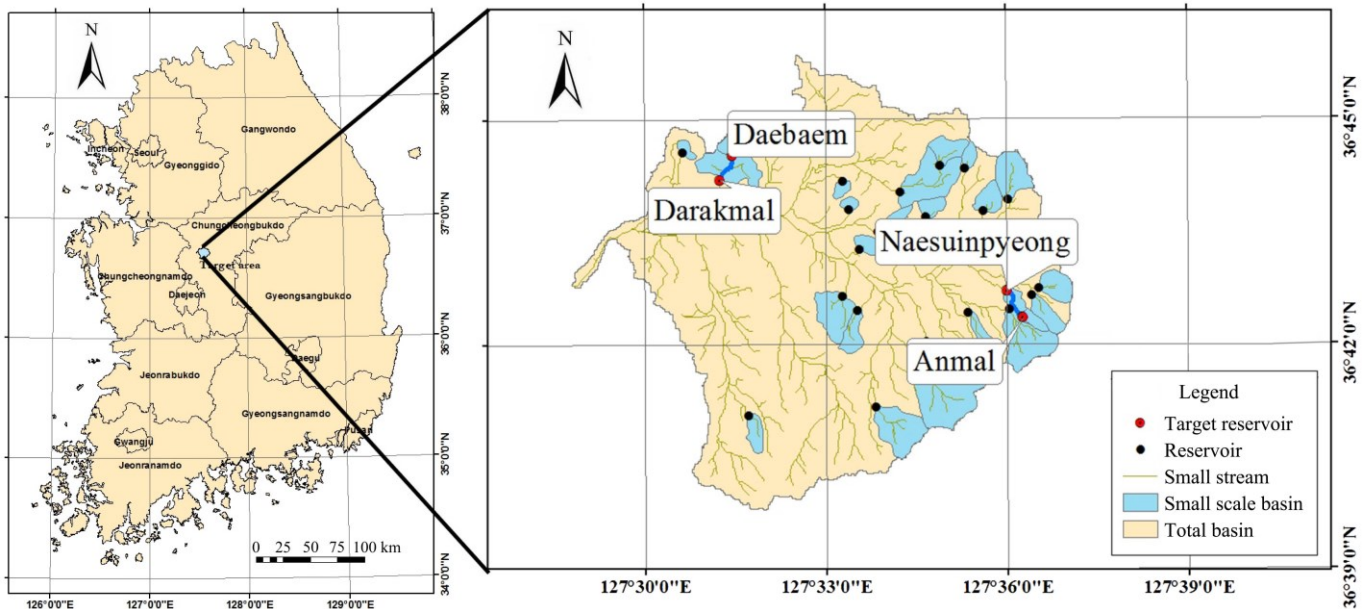 N
Gangwondo
Incheon
Seoul
Gyeonggido
Chungcheongbukdo
Target area
Chungcheongnamdo
Daejeon
Gyeongsangbukdo
Daegu
Jeonrabukdo
Gyeongsangnamdo
Pusan
Gwangju
Jeonranamdo
0 25 50 75 100 km
38°0'0"N
37°0'0"N
36°0'0"N
35°0'0"N
34°0'0"N
126°0'0"E
127°0'0"E
128°0'0"E
129°0'0"E
N
Daebaem
Darakmal
Naesuinpyeong
Anmal
Legend
Target reservoir
Reservoir
Small stream
Small scale basin
Total basin
36°45'0"N
36°42'0"N
36°39'0"N
127°30'0"E
127°33'0"E
127°36'0"E
127°39'0"E